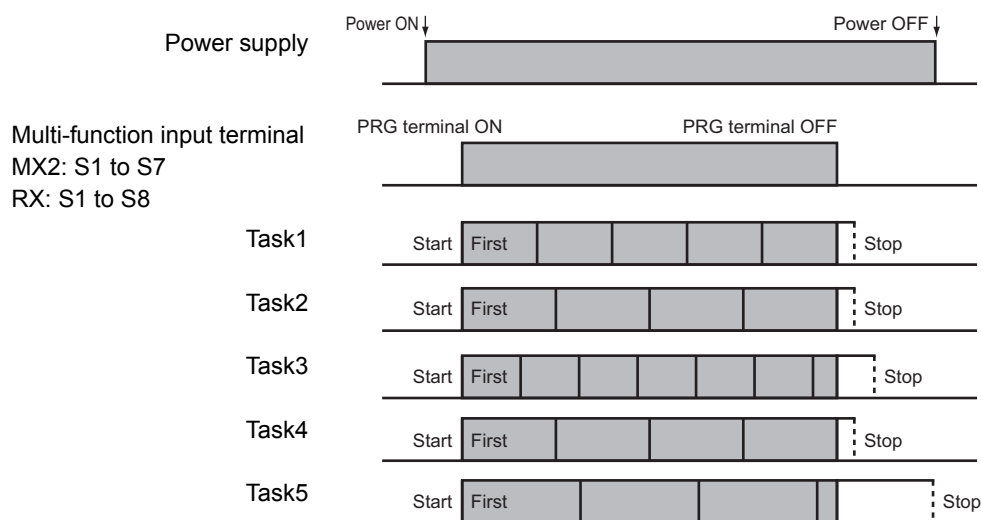 Power ON
Power OFF
Power supply
Multi-function input terminal
MX2: S1 to S7
RX: S1 to S8
PRG terminal ON
PRG terminal OFF
Task1
Start
First
Stop
Task2
Start
First
Stop
Task3
Start
First
Stop
Task4
Start
First
Stop
Task5
Start
First
Stop